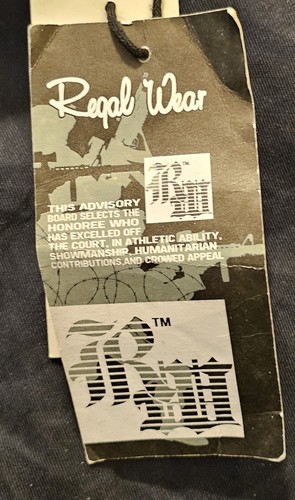 Regal Wear
THIS ADVISORY
BOARD SELECTS THE
HONOREE WHO
HAS EXCELLED OFF
THE COURT, IN ATHLETIC ABILITY,
SHOWMANSHIP, HUMANITARIAN
CONTRIBUTIONS,AND CROWED APPEAL
TM